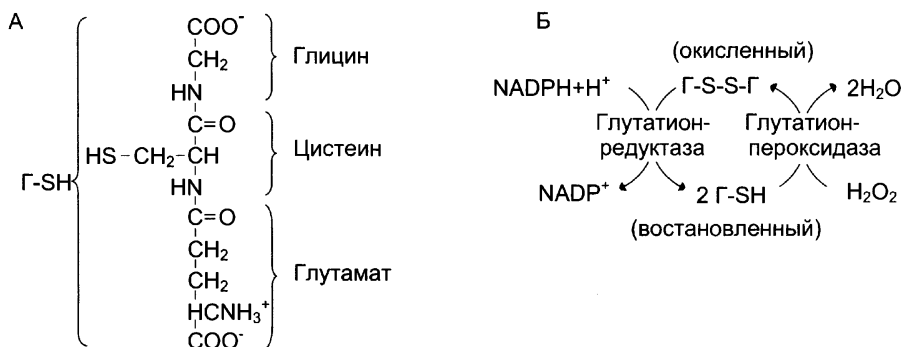 А
COO⁻
CH₂
HN
C=O
HS-CH₂-CH
HN
C=O
CH₂
CH₂
HCNH₃⁺
COO⁻
Г-SH
Глицин
Цистеин
Глутамат
Б
(окисленный)
NADPH+H⁺ Г-S-S-Г 2H₂O
Глутатион- Глутатион-
редуктаза пероксидаза
NADP⁺ 2 Г-SH H₂O₂
(востановленный)